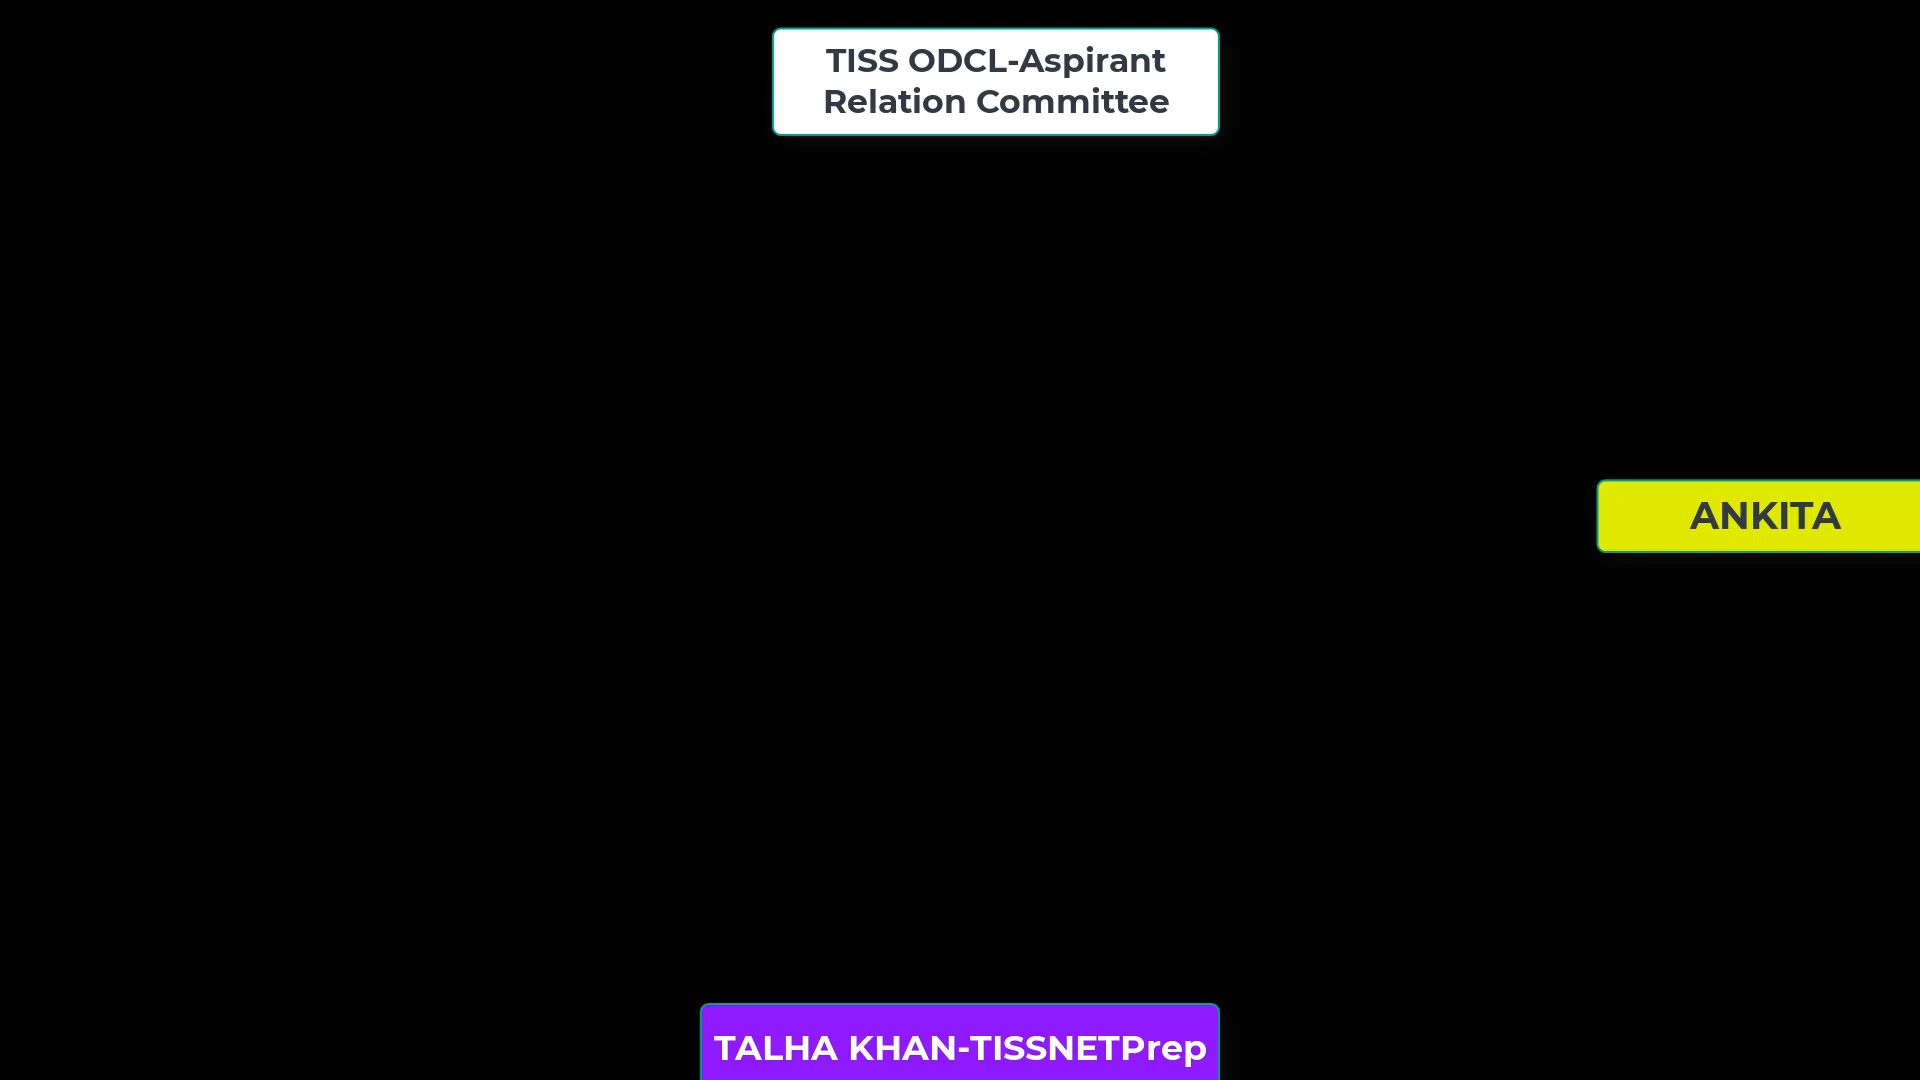 TISS ODCL-Aspirant
Relation Committee
ANKITA
TALHA KHAN-TISSNETPrep